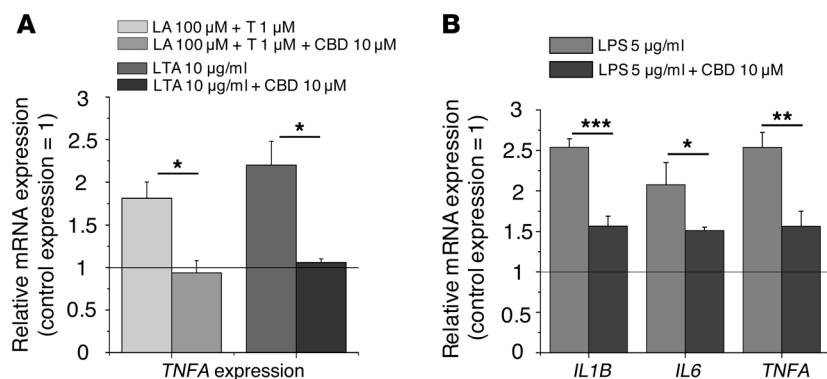 A
LA 100 µM + T 1 µM
LA 100 µM + T 1 µM + CBD 10 µM
LTA 10 µg/ml
LTA 10 µg/ml + CBD 10 µM
Relative mRNA expression
(control expression = 1)
3
2.5
2
1.5
1
0.5
0
*
*
TNFA expression
B
LPS 5 µg/ml
LPS 5 µg/ml + CBD 10 µM
Relative mRNA expression
(control expression = 1)
3
2.5
2
1.5
1
0.5
0
***
*
**
IL1B IL6 TNFA